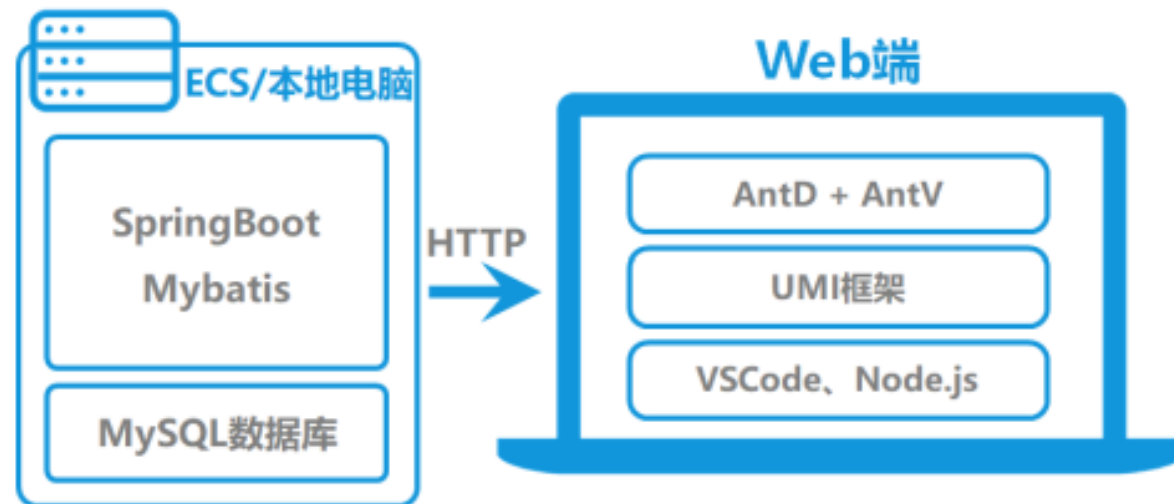 ECS/本地电脑
SpringBoot
Mybatis
MySQL数据库
HTTP
Web端
AntD + AntV
UMI框架
VSCode、Node.js